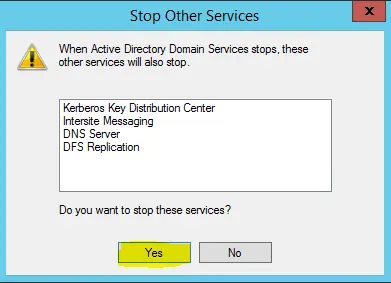 Stop Other Services
x
When Active Directory Domain Services stops, these
other services will also stop.
Kerberos Key Distribution Center
Intersite Messaging
DNS Server
DFS Replication
Do you want to stop these services?
Yes
No